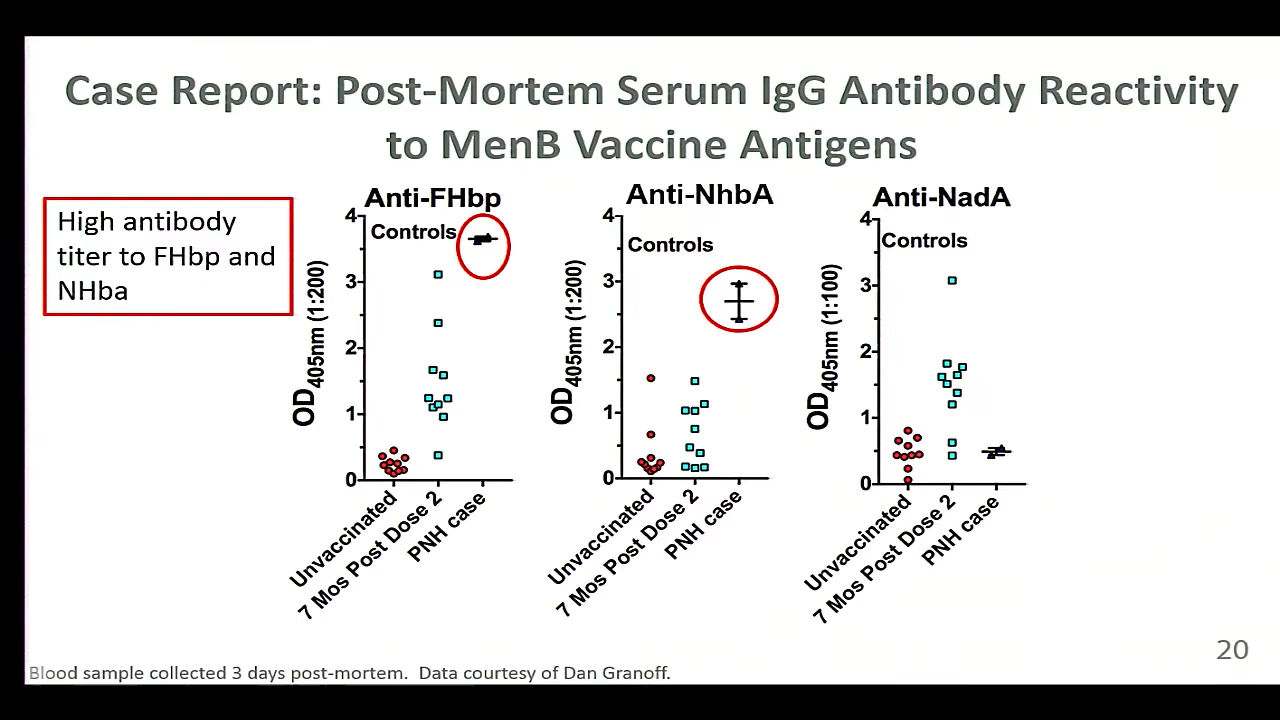 Case Report: Post-Mortem Serum IgG Antibody Reactivity
to MenB Vaccine Antigens
High antibody
titer to FHbp and
NHba
Anti-FHbp
Controls
OD405nm (1:200)
4
3
2
1
0
Unvaccinated
7 Mos Post Dose 2
PNH case
Anti-NhbA
Controls
OD405nm (1:200)
4
3
2
1
0
Unvaccinated
7 Mos Post Dose 2
PNH case
Anti-NadA
Controls
OD405nm (1:100)
4
3
2
1
0
Unvaccinated
7 Mos Post Dose 2
PNH case
20
Blood sample collected 3 days post-mortem. Data courtesy of Dan Granoff.